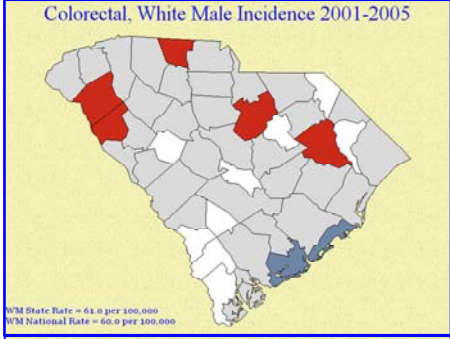 Colorectal, White Male Incidence 2001-2005
WM State Rate = 61.0 per 100,000
WM National Rate = 60.0 per 100,000